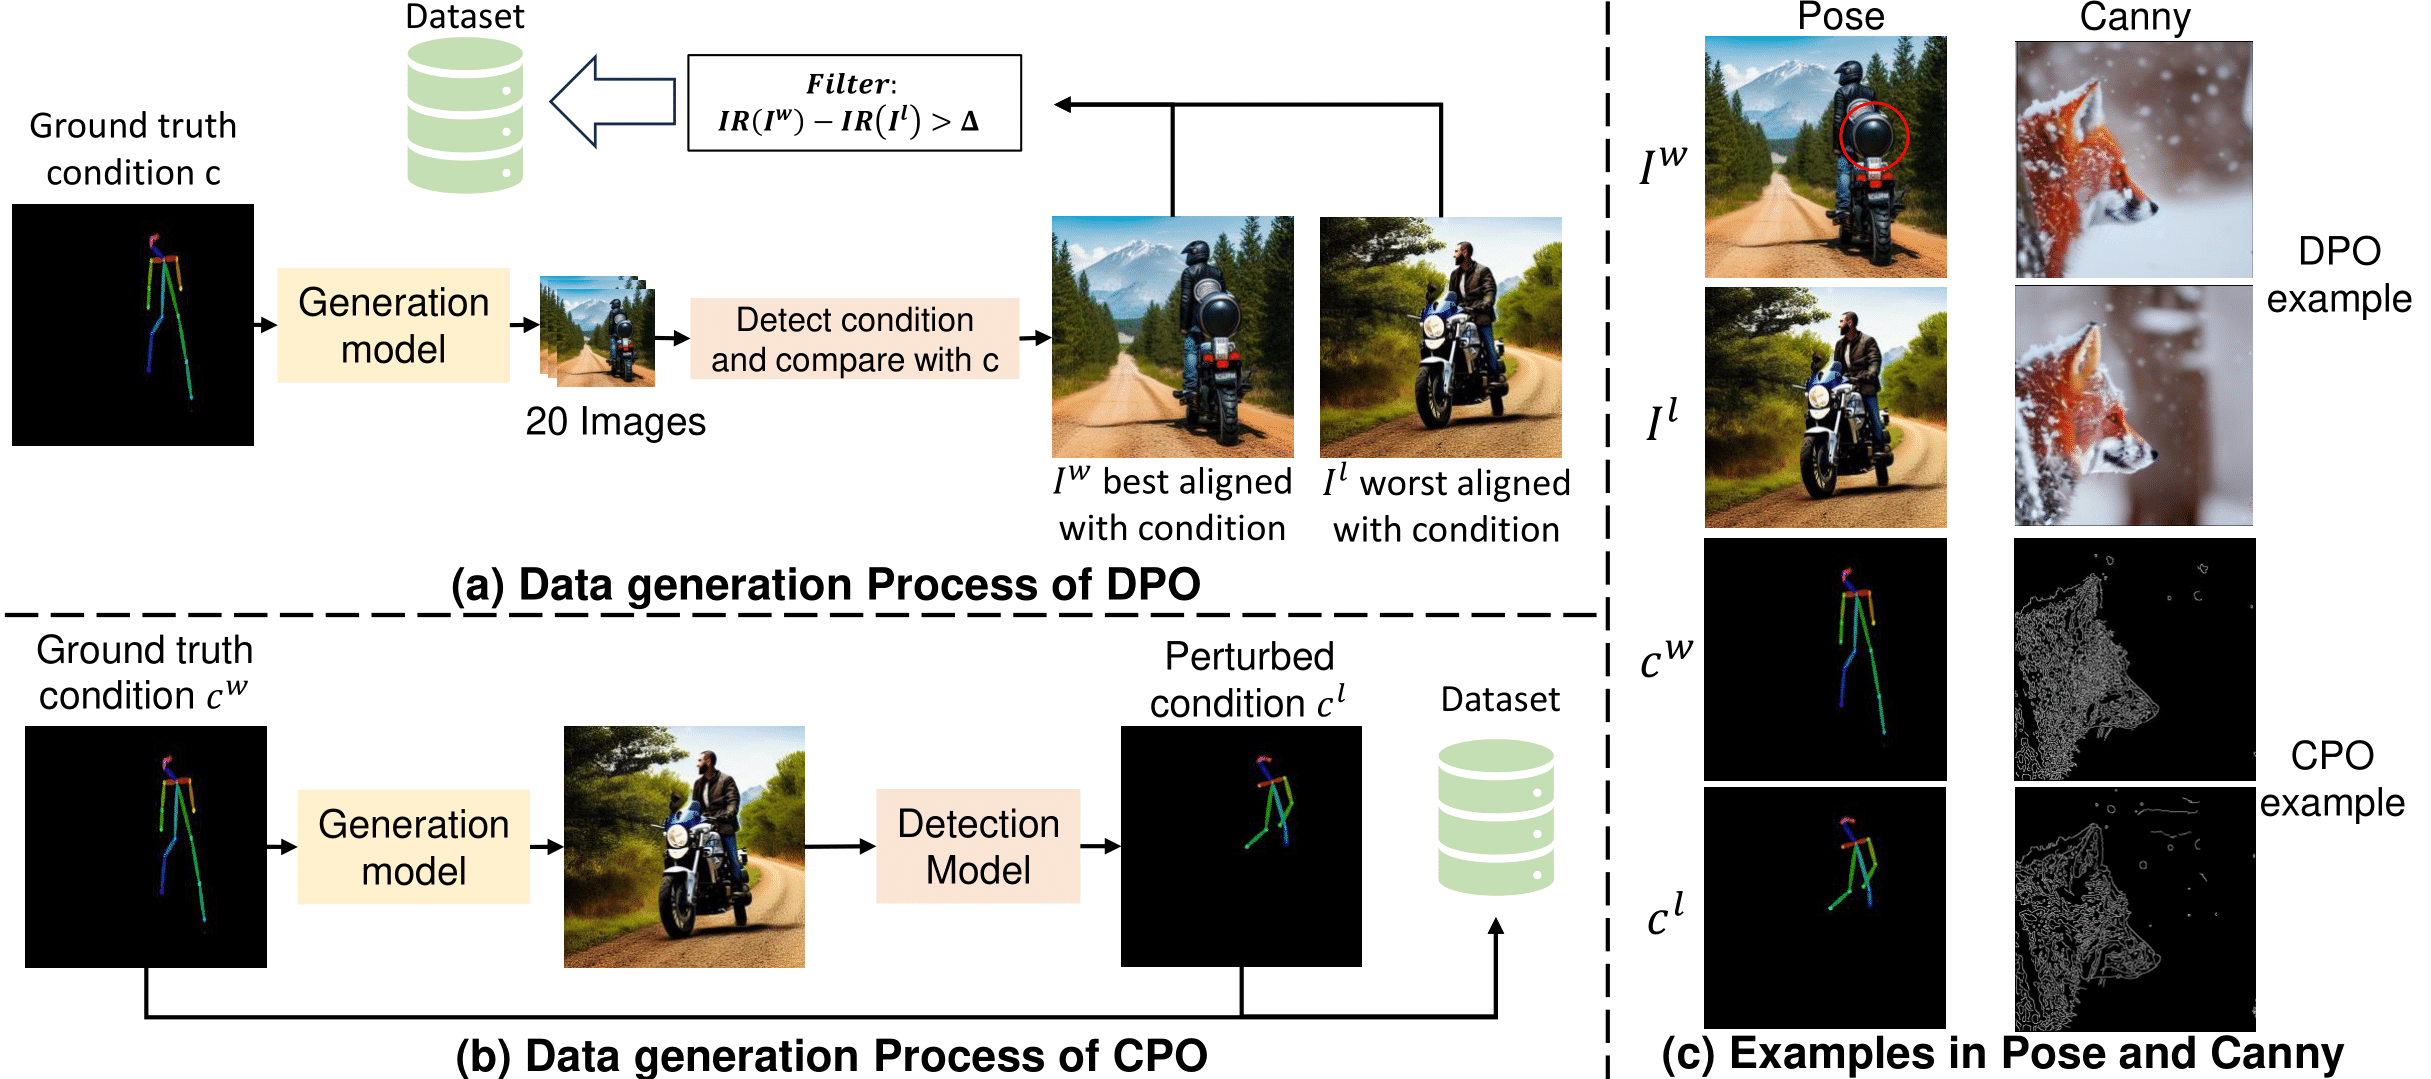 Dataset
Filter:
IR(I^w) − IR(I^l) > Δ
Ground truth
condition c
Generation
model
20 Images
Detect condition
and compare with c
I^w best aligned
with condition
I^l worst aligned
with condition
(a) Data generation Process of DPO
Ground truth
condition c^w
Generation
model
Detection
Model
Perturbed
condition c^l
Dataset
(b) Data generation Process of CPO
Pose
Canny
I^w
I^l
DPO
example
c^w
c^l
CPO
example
(c) Examples in Pose and Canny